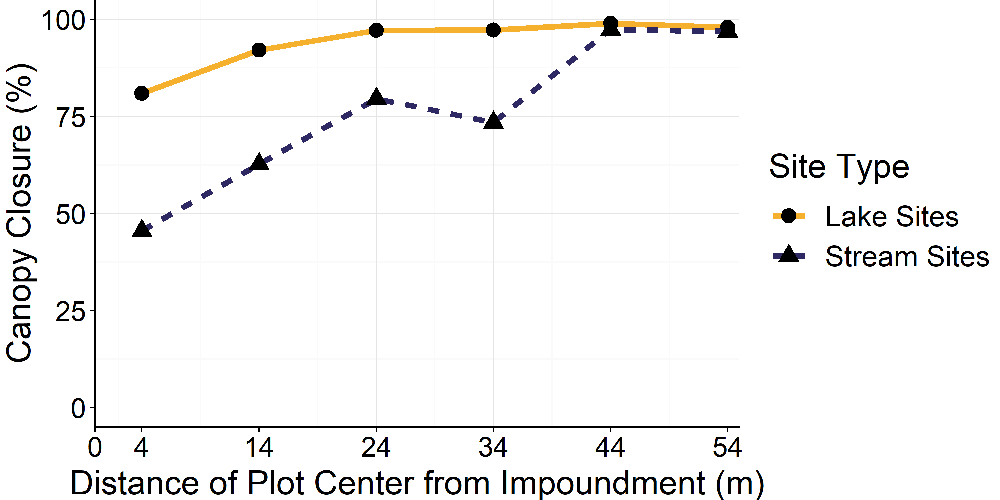 Canopy Closure (%)
100
75
50
25
0
0 4 14 24 34 44 54
Distance of Plot Center from Impoundment (m)
Site Type
Lake Sites
Stream Sites